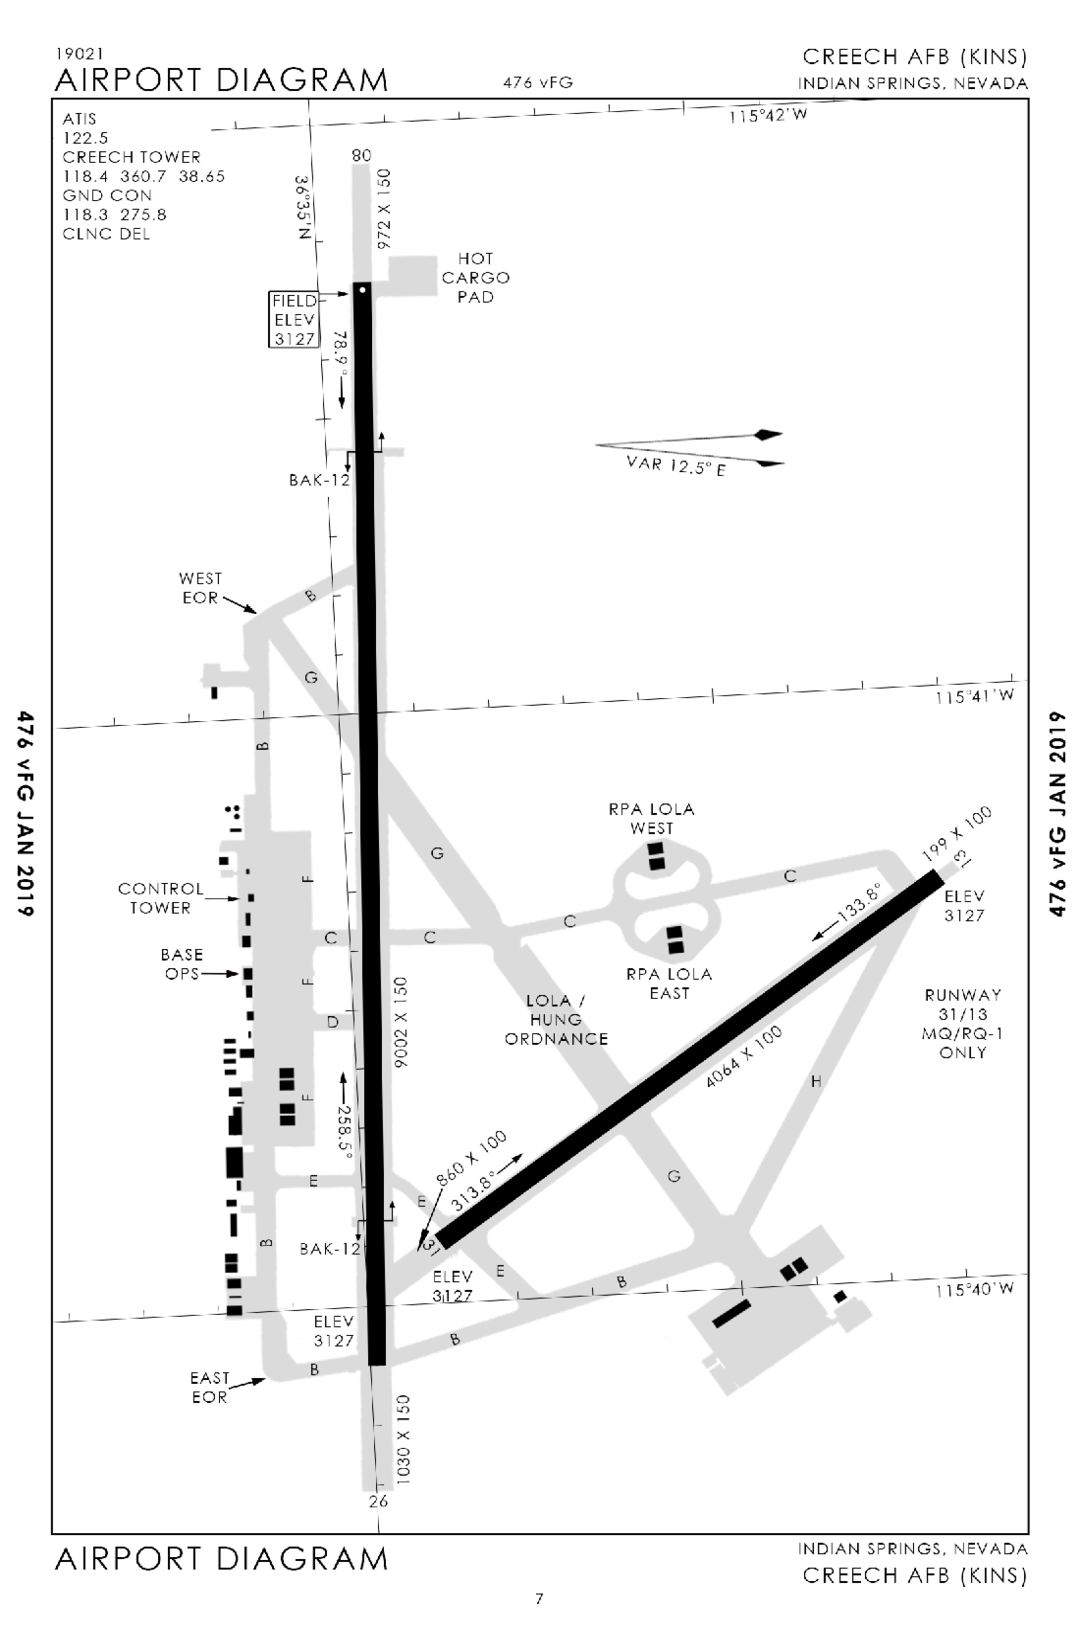 19021
AIRPORT DIAGRAM
476 vFG
CREECH AFB (KINS)
INDIAN SPRINGS, NEVADA
ATIS
122.5
CREECH TOWER
118.4 360.7 38.65
GND CON
118.3 275.8
CLNC DEL
115°42'W
36°35'N
80
972 X 150
HOT
CARGO
PAD
FIELD
ELEV
3127
78.9°
BAK-12
VAR 12.5° E
WEST
EOR
B
G
115°41'W
B
476 vFG JAN 2019
476 vFG JAN 2019
RPA LOLA
WEST
199 X 100
13
G
C
F
CONTROL
TOWER
133.8°
ELEV
3127
C
C
C
BASE
OPS
RPA LOLA
EAST
F
LOLA /
HUNG
ORDNANCE
RUNWAY
31/13
MQ/RQ-1
ONLY
D
9002 X 150
4064 X 100
H
F
258.5°
860 X 100
313.8°
E
E
G
B
BAK-12
31
ELEV
3127
E
B
115°40'W
ELEV
3127
B
B
EAST
EOR
1030 X 150
26
AIRPORT DIAGRAM
INDIAN SPRINGS, NEVADA
CREECH AFB (KINS)
7